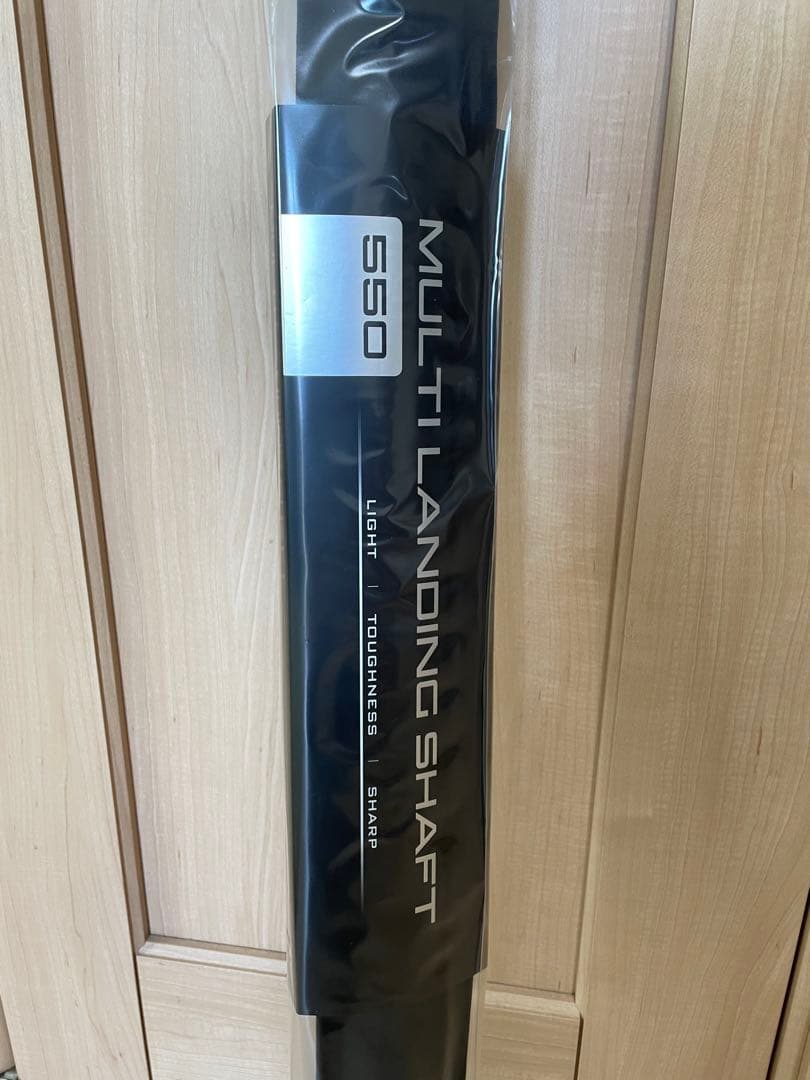 MULTI LANDING SHAFT
550
LIGHT | TOUGHNESS | SHARP